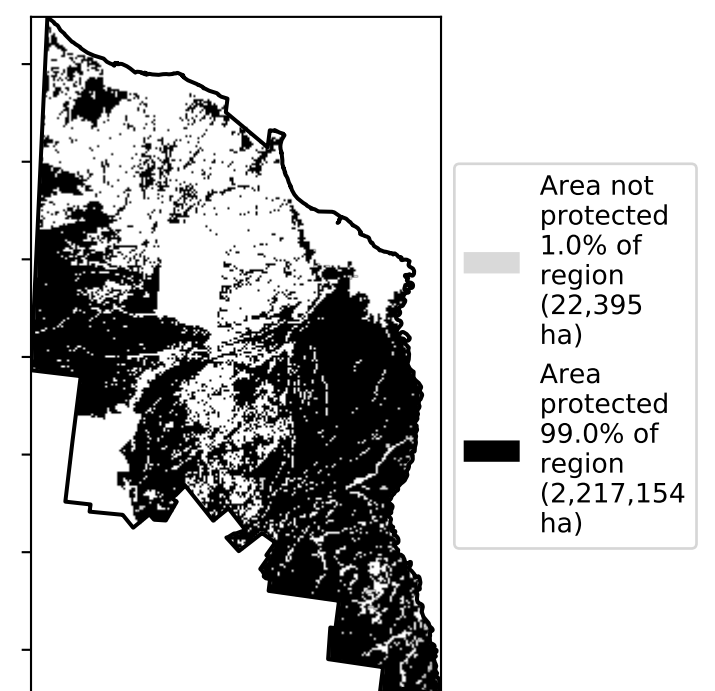 Area not
protected
1.0% of
region
(22,395
ha)
Area
protected
99.0% of
region
(2,217,154
ha)